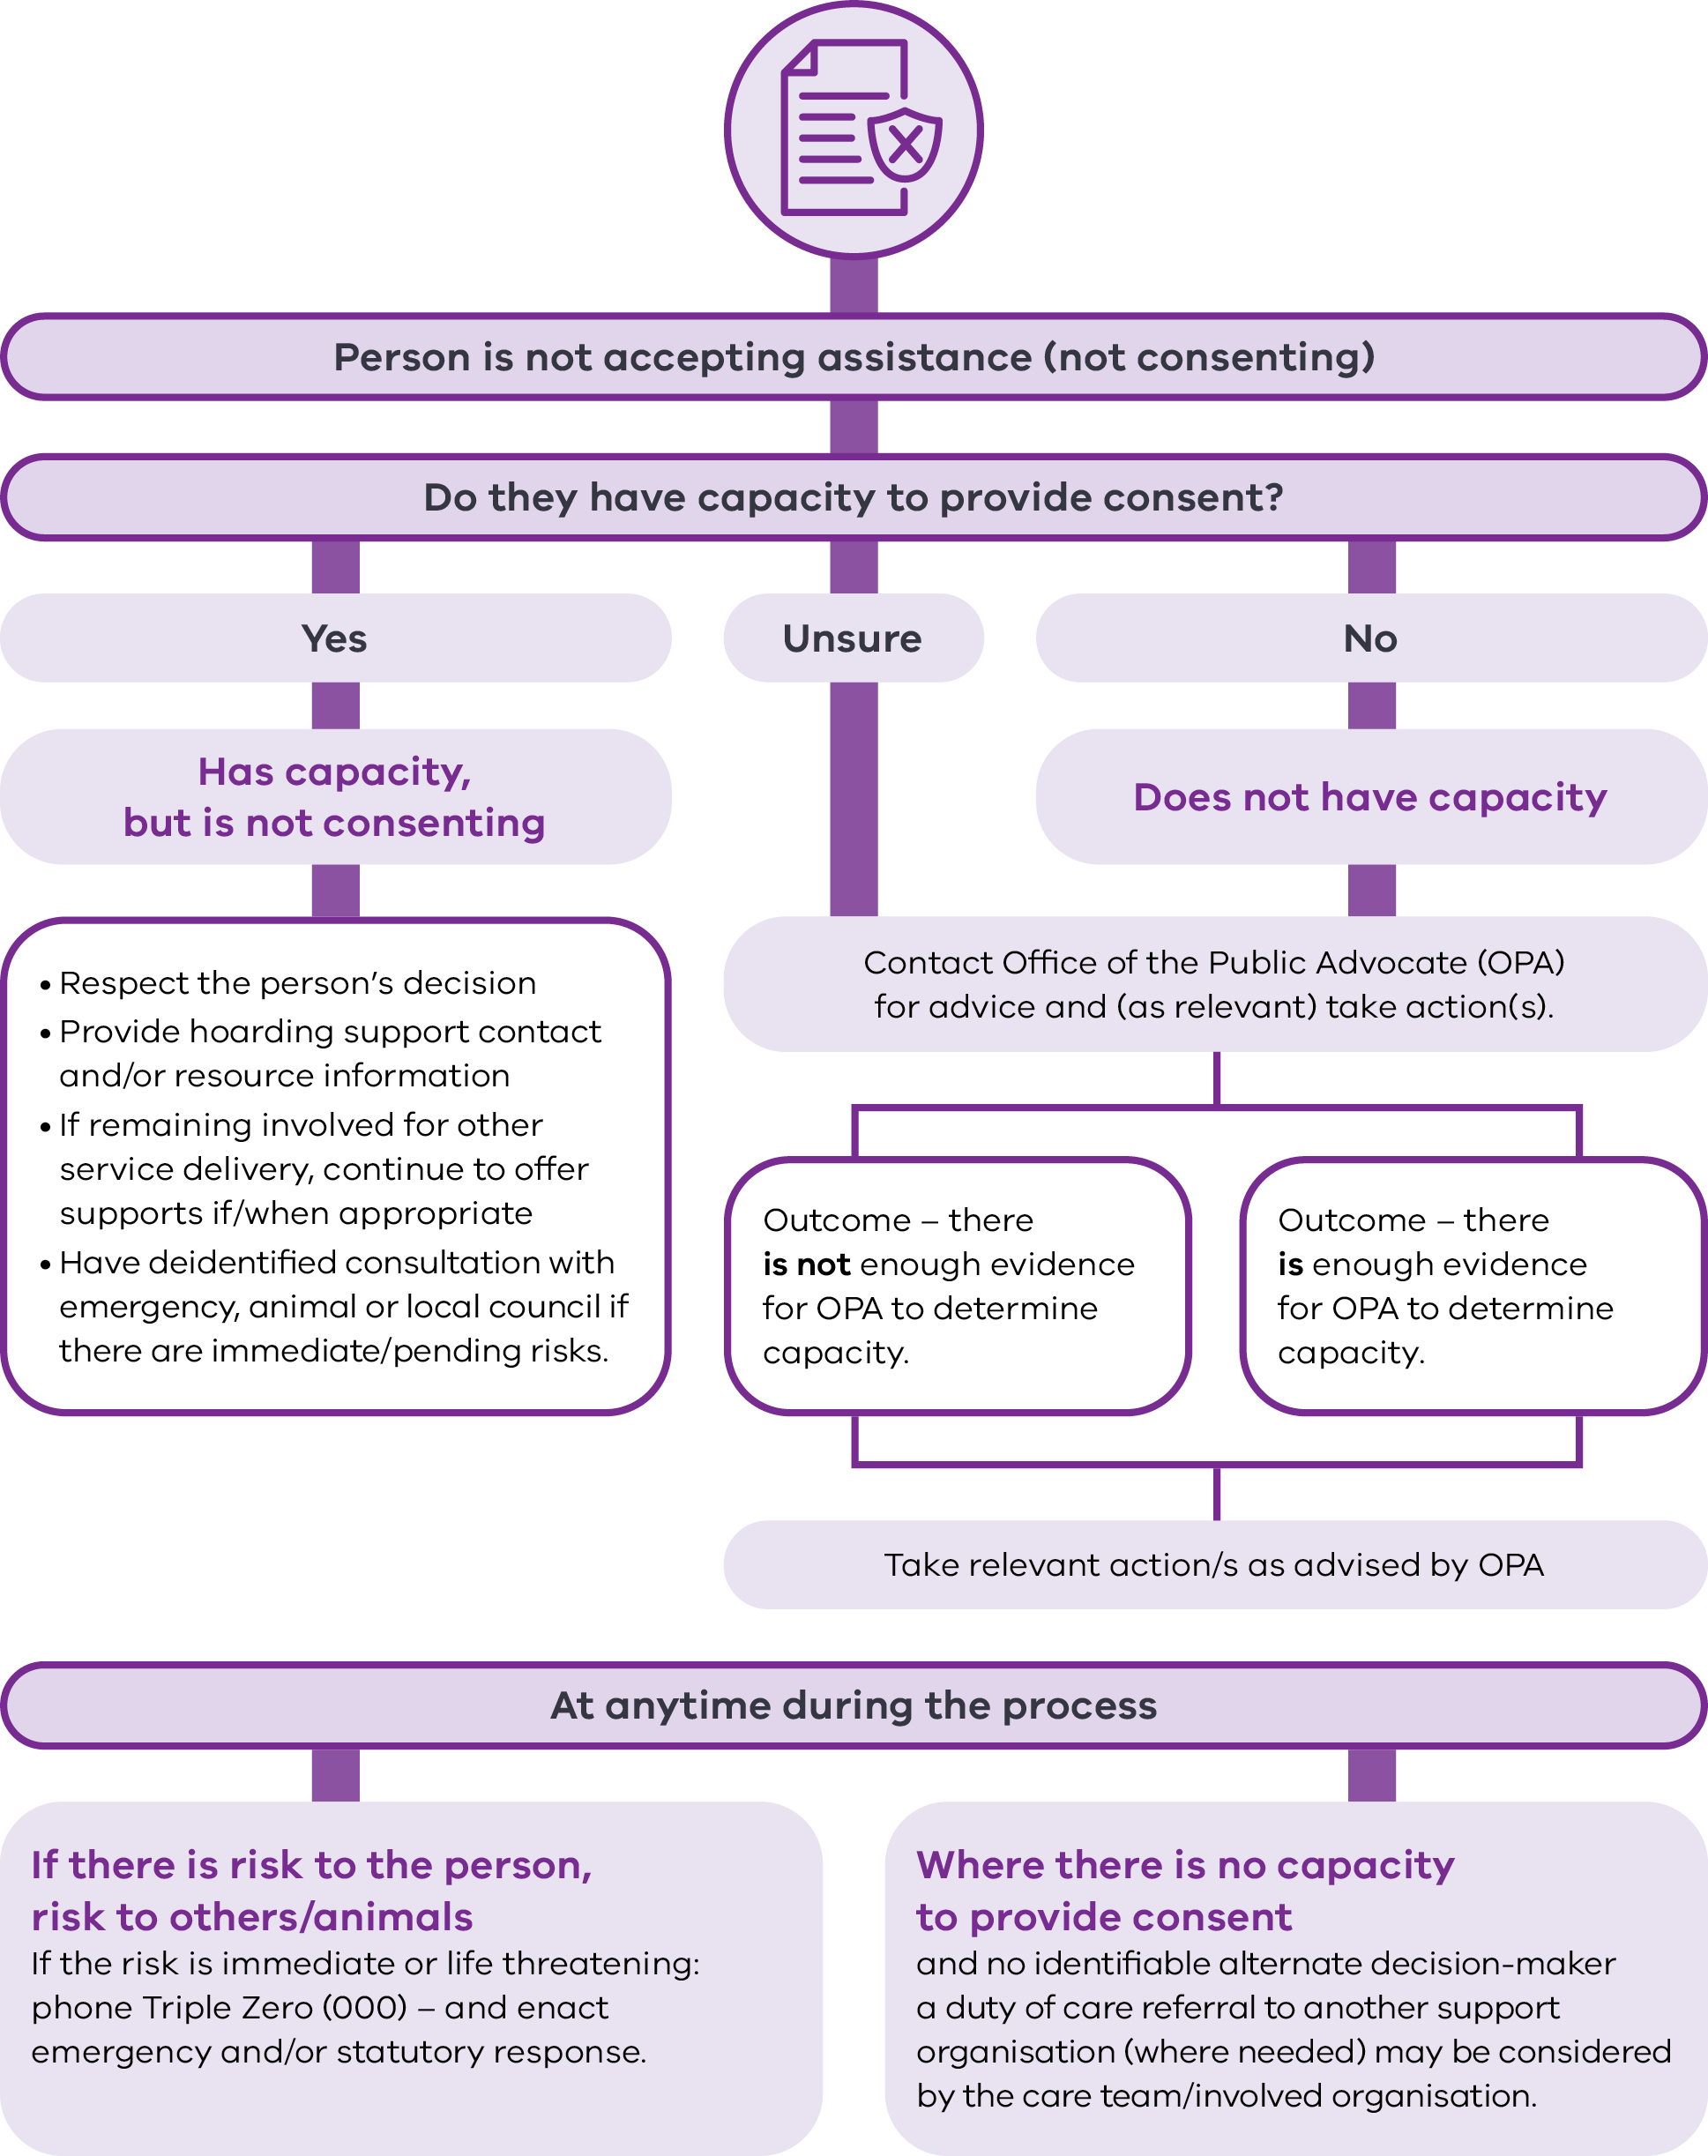 Person is not accepting assistance (not consenting)
Do they have capacity to provide consent?
Yes
Unsure
No
Has capacity,
but is not consenting
Does not have capacity
• Respect the person’s decision
• Provide hoarding support contact
and/or resource information
• If remaining involved for other
service delivery, continue to offer
supports if/when appropriate
• Have deidentified consultation with
emergency, animal or local council if
there are immediate/pending risks.
Contact Office of the Public Advocate (OPA)
for advice and (as relevant) take action(s).
Outcome – there
is not enough evidence
for OPA to determine
capacity.
Outcome – there
is enough evidence
for OPA to determine
capacity.
Take relevant action/s as advised by OPA
At anytime during the process
If there is risk to the person,
risk to others/animals
If the risk is immediate or life threatening:
phone Triple Zero (000) – and enact
emergency and/or statutory response.
Where there is no capacity
to provide consent
and no identifiable alternate decision-maker
a duty of care referral to another support
organisation (where needed) may be considered
by the care team/involved organisation.